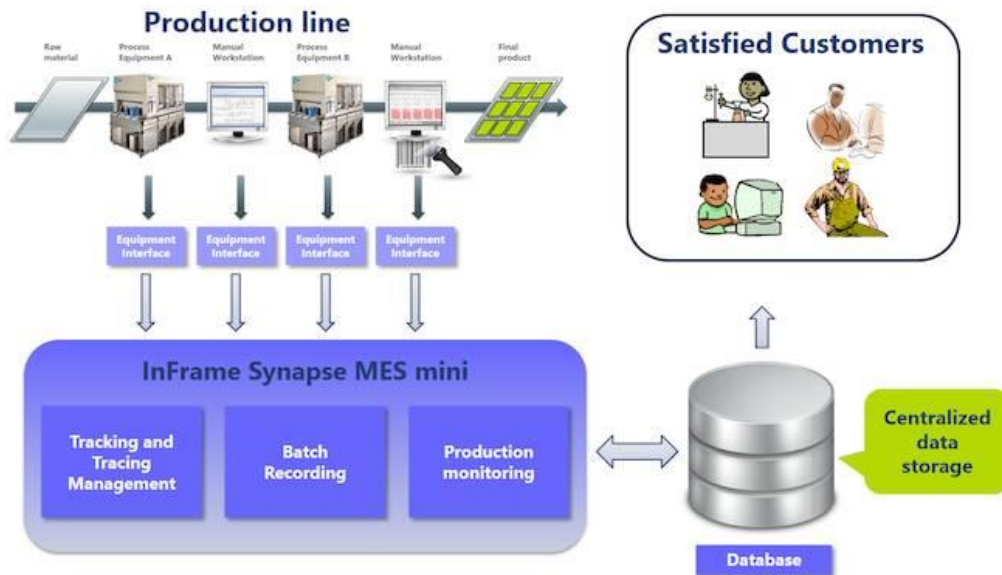 Production line
Raw
material
Process
Equipment A
Manual
Workstation
Process
Equipment B
Manual
Workstation
Final
product
Equipment
Interface
Equipment
Interface
Equipment
Interface
Equipment
Interface
InFrame Synapse MES mini
Tracking and
Tracing
Management
Batch
Recording
Production
monitoring
Satisfied Customers
Centralized
data
storage
Database